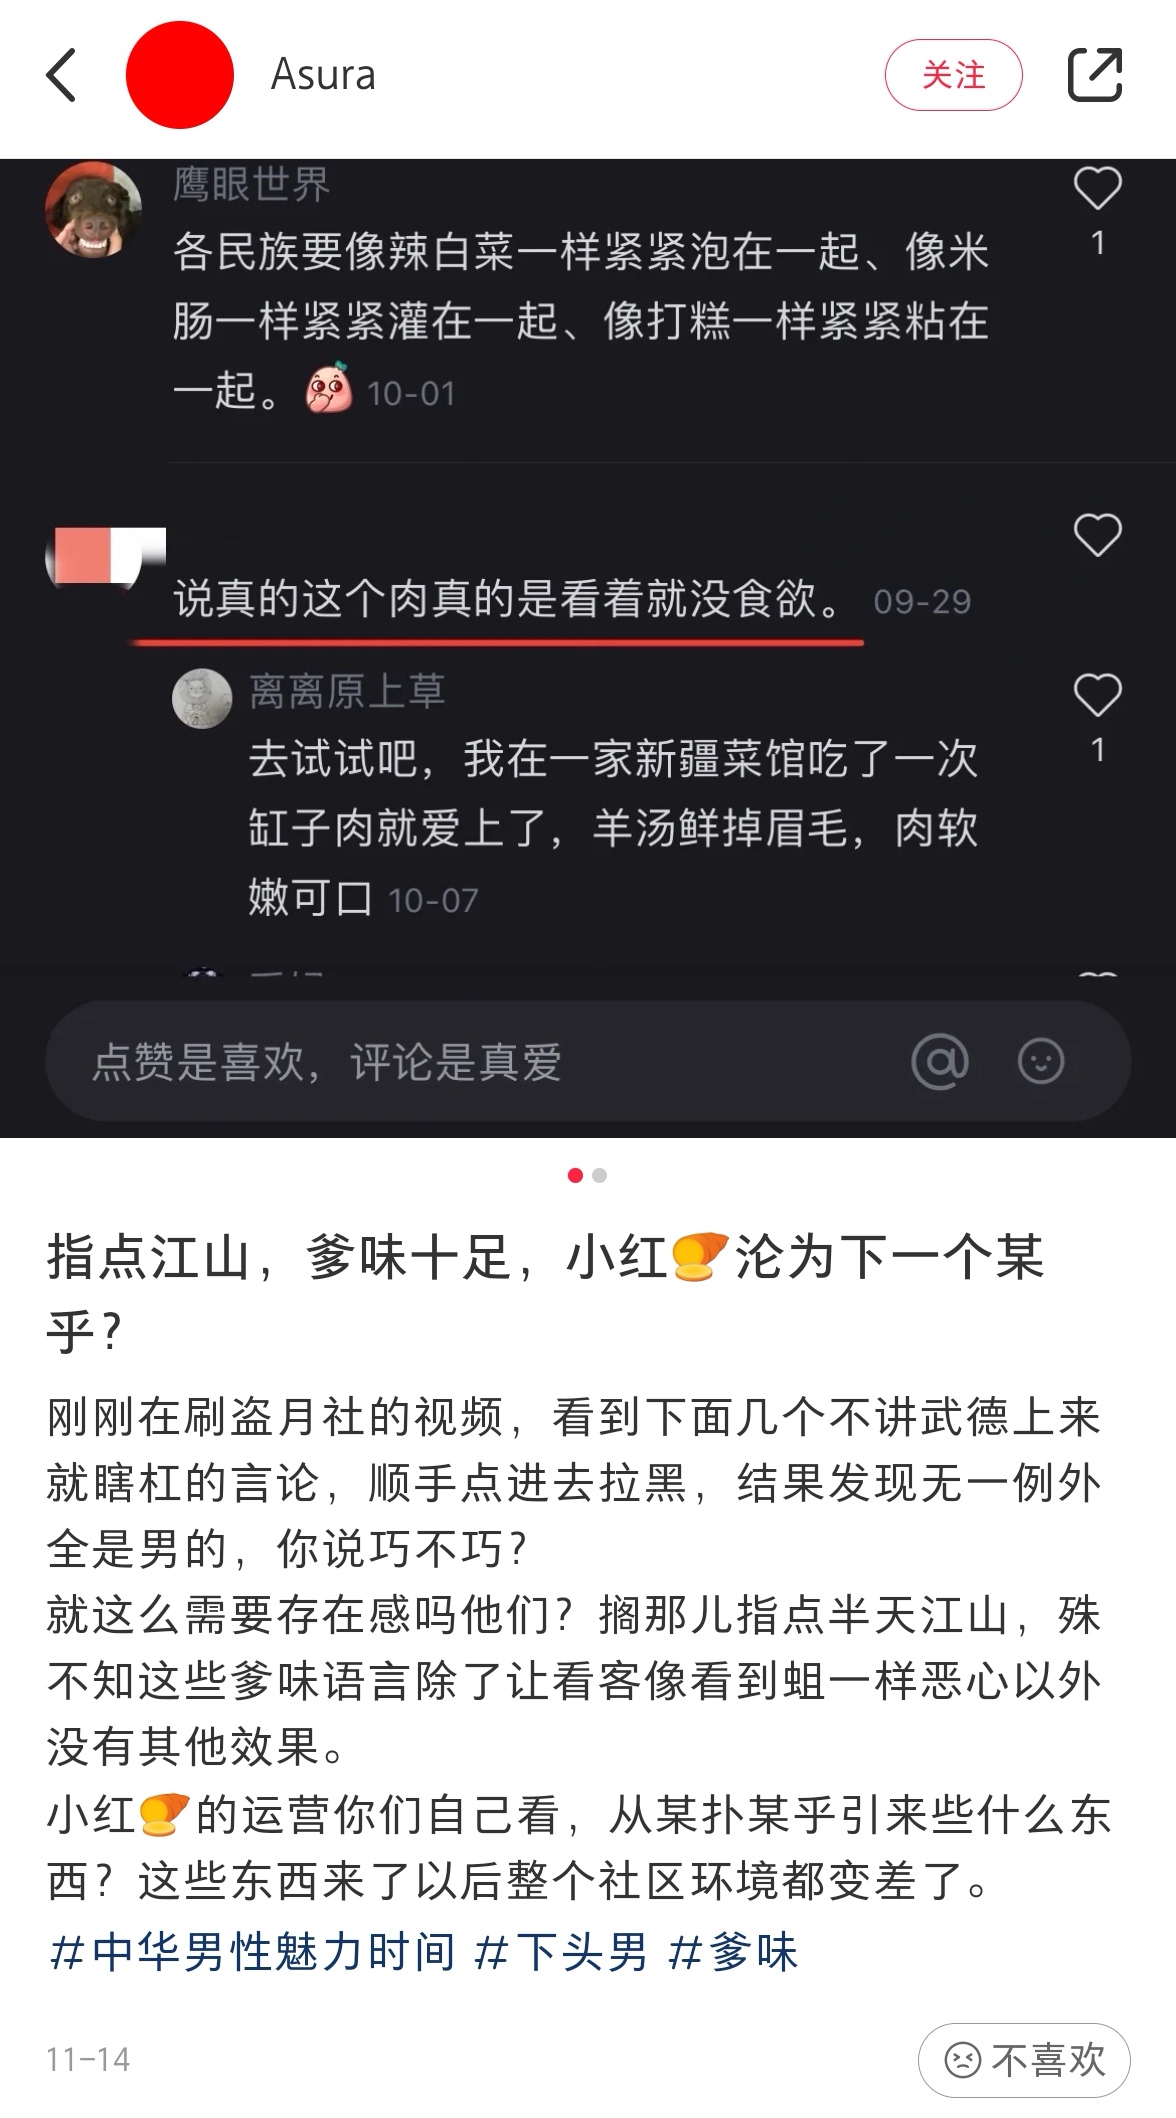 Asura
关注
鹰眼世界
各民族要像辣白菜一样紧紧泡在一起、像米
1
肠一样紧紧灌在一起、像打糕一样紧紧粘在
一起。 10-01
说真的这个肉真的是看着就没食欲。 09-29
离离原上草
去试试吧，我在一家新疆菜馆吃了一次
1
缸子肉就爱上了，羊汤鲜掉眉毛，肉软
嫩可口 10-07
点赞是喜欢，评论是真爱
指点江山，爹味十足，小红🍠沦为下一个某
乎？
刚刚在刷盗月社的视频，看到下面几个不讲武德上来
就瞎杠的言论，顺手点进去拉黑，结果发现无一例外
全是男的，你说巧不巧？
就这么需要存在感吗他们？搁那儿指点半天江山，殊
不知这些爹味语言除了让看客像看到蛆一样恶心以外
没有其他效果。
小红🍠的运营你们自己看，从某扑某乎引来些什么东
西？这些东西来了以后整个社区环境都变差了。
#中华男性魅力时间 #下头男 #爹味
11-14
不喜欢